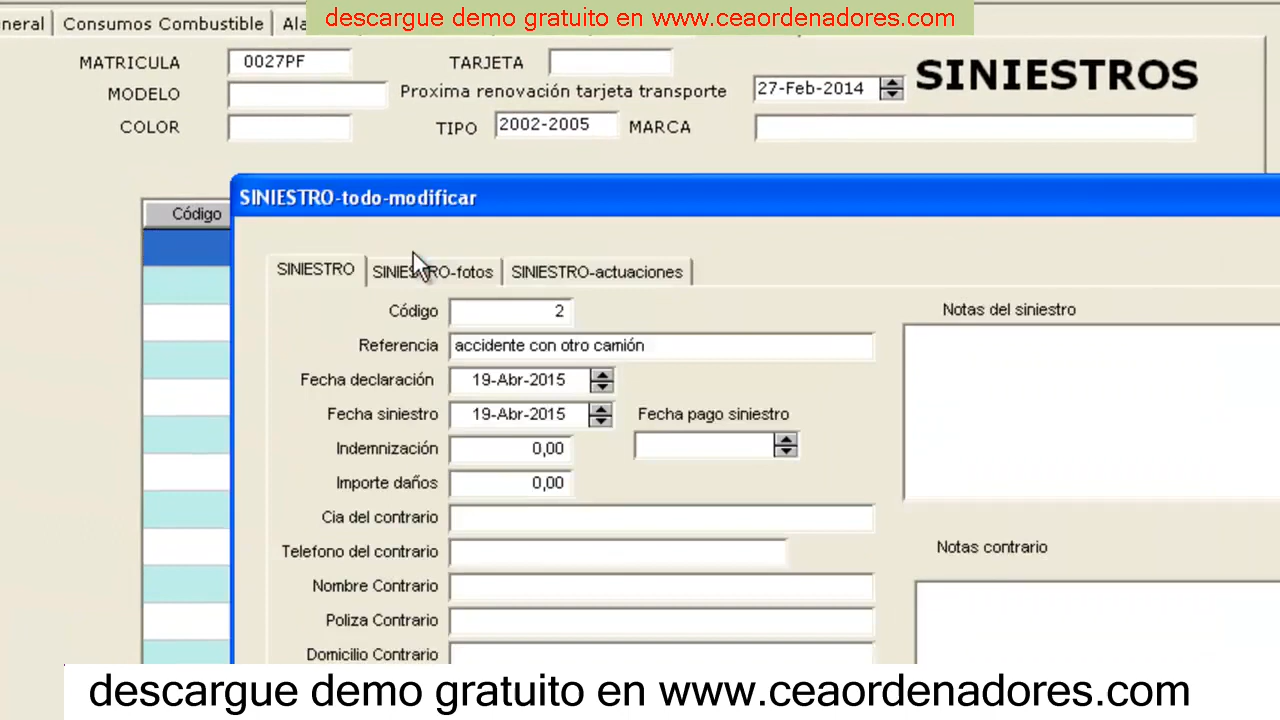 descargue demo gratuito en www.ceaordenadores.com
neral Consumos Combustible Ala
MATRICULA 0027PF TARJETA SINIESTROS
MODELO Proxima renovación tarjeta transporte 27-Feb-2014
COLOR TIPO 2002-2005 MARCA
SINIESTRO-todo-modificar
Código
SINIESTRO SINIESTRO-fotos SINIESTRO-actuaciones
Código 2 Notas del siniestro
Referencia accidente con otro camión
Fecha declaración 19-Abr-2015
Fecha siniestro 19-Abr-2015 Fecha pago siniestro
Indemnización 0,00
Importe daños 0,00
Cia del contrario
Telefono del contrario Notas contrario
Nombre Contrario
Poliza Contrario
Domicilio Contrario
descargue demo gratuito en www.ceaordenadores.com